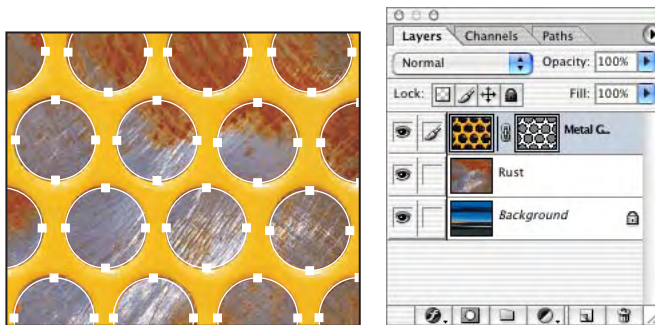 Layers Channels Paths
Normal Opacity: 100%
Lock: Fill: 100%
Metal G...
Rust
Background